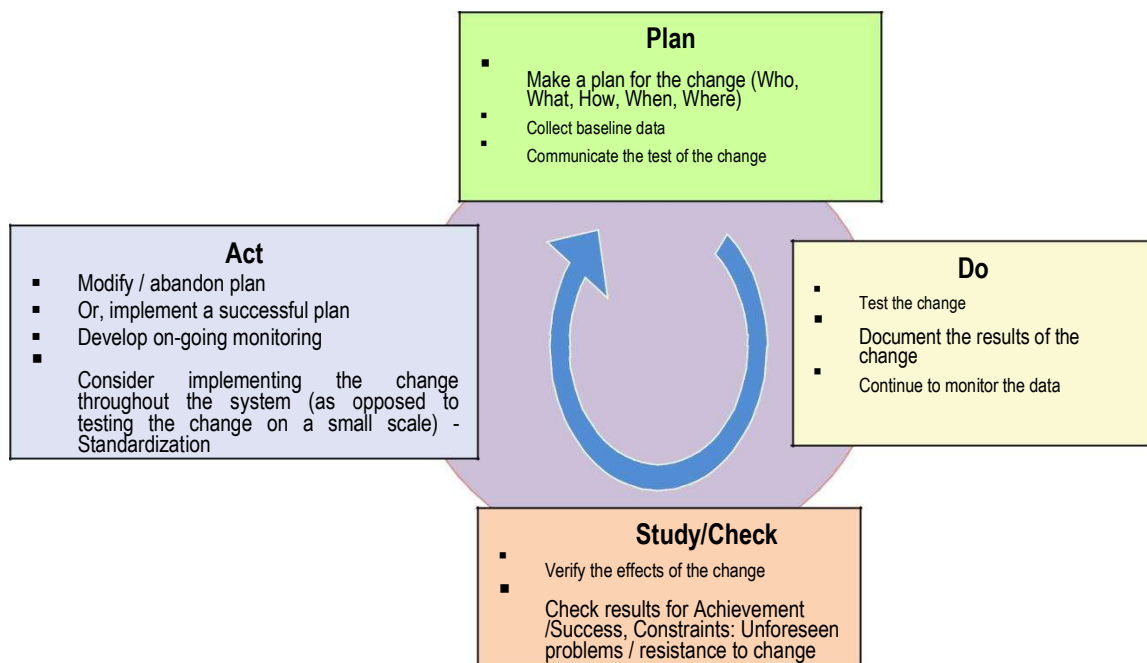 Plan
▪ Make a plan for the change (Who,
What, How, When, Where)
▪ Collect baseline data
▪ Communicate the test of the change
Do
▪ Test the change
▪ Document the results of the
change
▪ Continue to monitor the data
Study/Check
▪ Verify the effects of the change
▪ Check results for Achievement
/Success, Constraints: Unforeseen
problems / resistance to change
Act
▪ Modify / abandon plan
▪ Or, implement a successful plan
▪ Develop on-going monitoring
▪ Consider implementing the change
throughout the system (as opposed to
testing the change on a small scale) -
Standardization